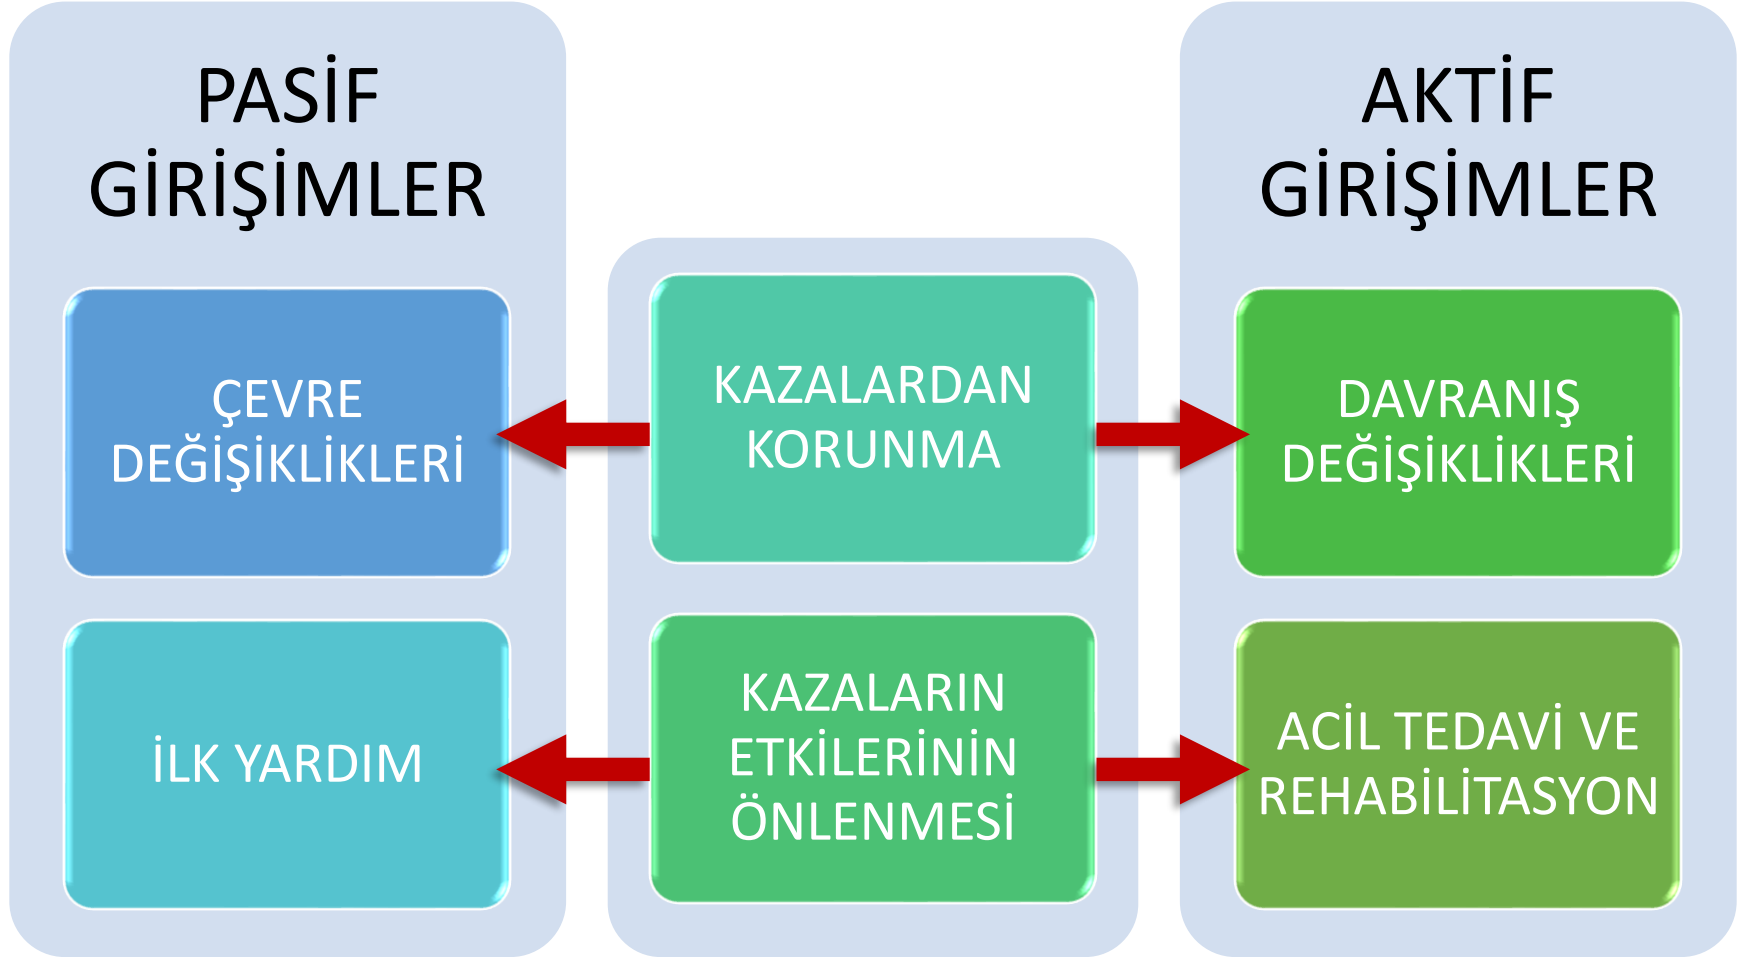 PASİF
GİRİŞİMLER
ÇEVRE
DEĞİŞİKLİKLERİ
İLK YARDIM
KAZALARDAN
KORUNMA
KAZALARIN
ETKİLERİNİN
ÖNLENMESİ
AKTİF
GİRİŞİMLER
DAVRANIŞ
DEĞİŞİKLİKLERİ
ACİL TEDAVİ VE
REHABİLİTASYON